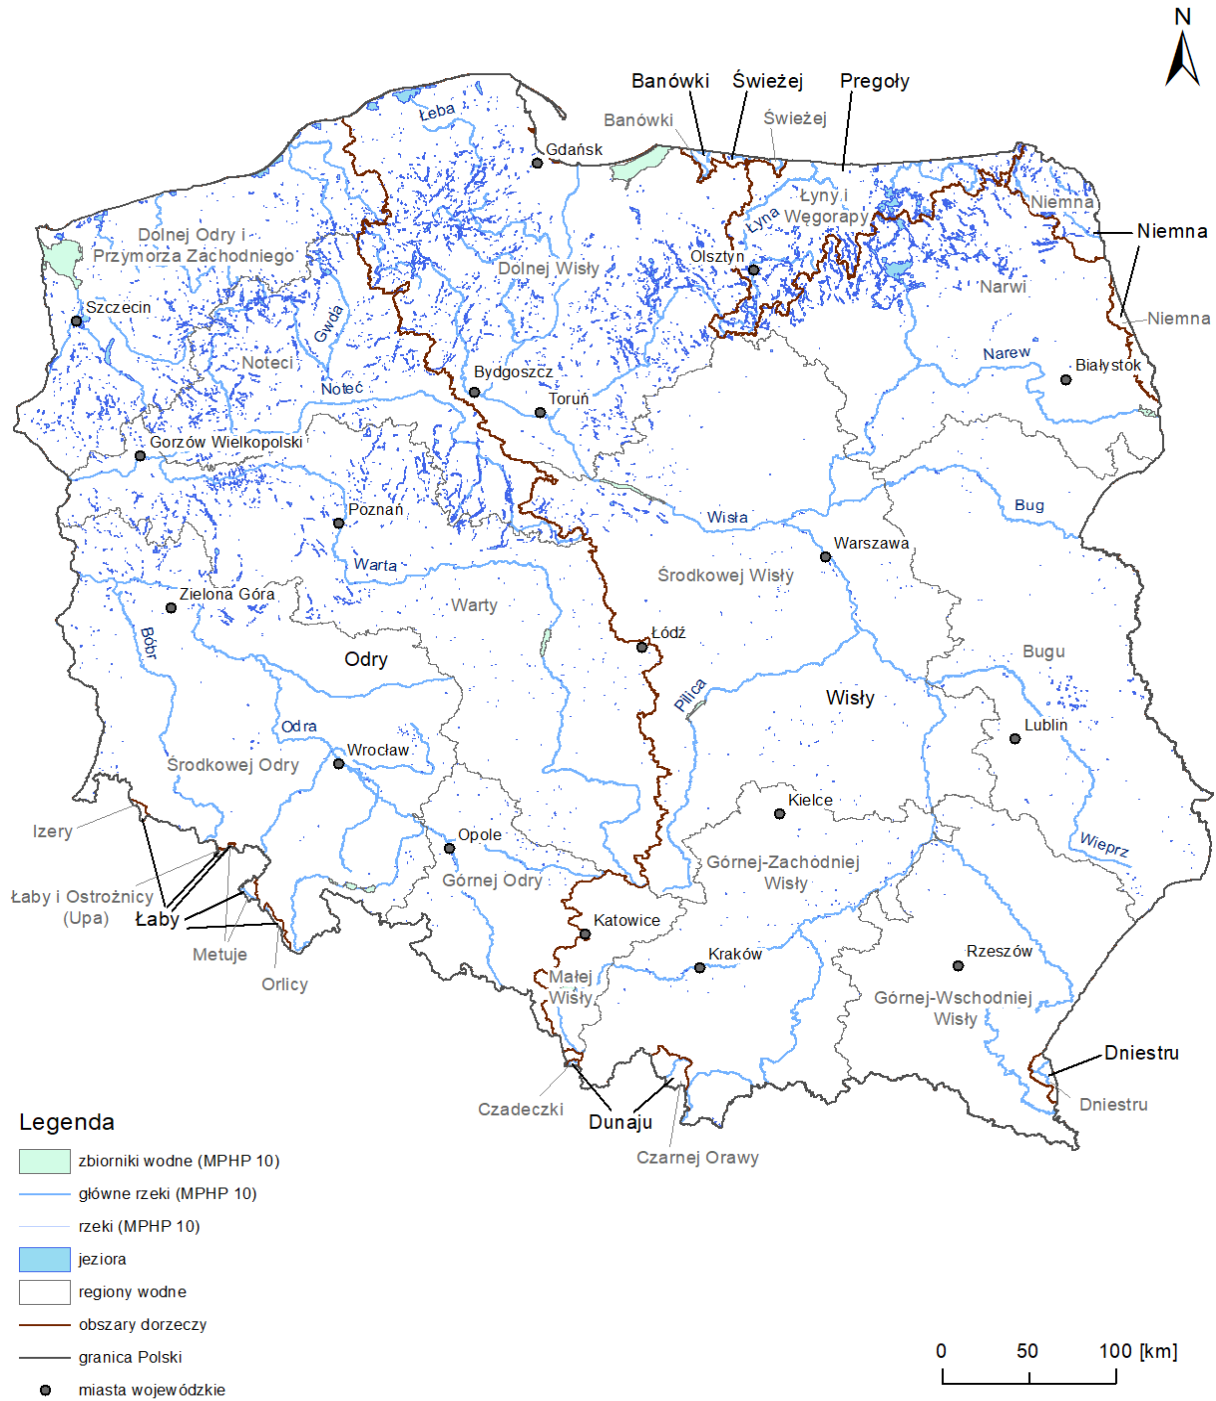 N
Banówki
Świeżej
Pregoły
Banówki
Świeżej
Łeba
Gdańsk
Łyny i
Węgorapy
Łyna
Niemna
Niemna
Dolnej Odry i
Przymorza Zachodniego
Dolnej Wisły
Olsztyn
Narwi
Szczecin
Gwda
Niemna
Noteci
Narew
Białystok
Bydgoszcz
Noteć
Toruń
Gorzów Wielkopolski
Poznań
Wisła
Bug
Warszawa
Warta
Środkowej Wisły
Zielona Góra
Warty
Bóbr
Łódź
Odry
Bugu
Pilica
Wisły
Odra
Lublin
Wrocław
Środkowej Odry
Kielce
Izery
Opole
Wieprz
Górnej-Zachodniej
Wisły
Górnej Odry
Łaby i Ostrożnicy
(Upa)
Łaby
Katowice
Metuje
Kraków
Rzeszów
Orlicy
Małej
Wisły
Górnej-Wschodniej
Wisły
Dniestru
Czadeczki
Dunaju
Dniestru
Czarnej Orawy
Legenda
zbiorniki wodne (MPHP 10)
główne rzeki (MPHP 10)
rzeki (MPHP 10)
jeziora
regiony wodne
obszary dorzeczy
granica Polski
miasta wojewódzkie
0 50 100 [km]